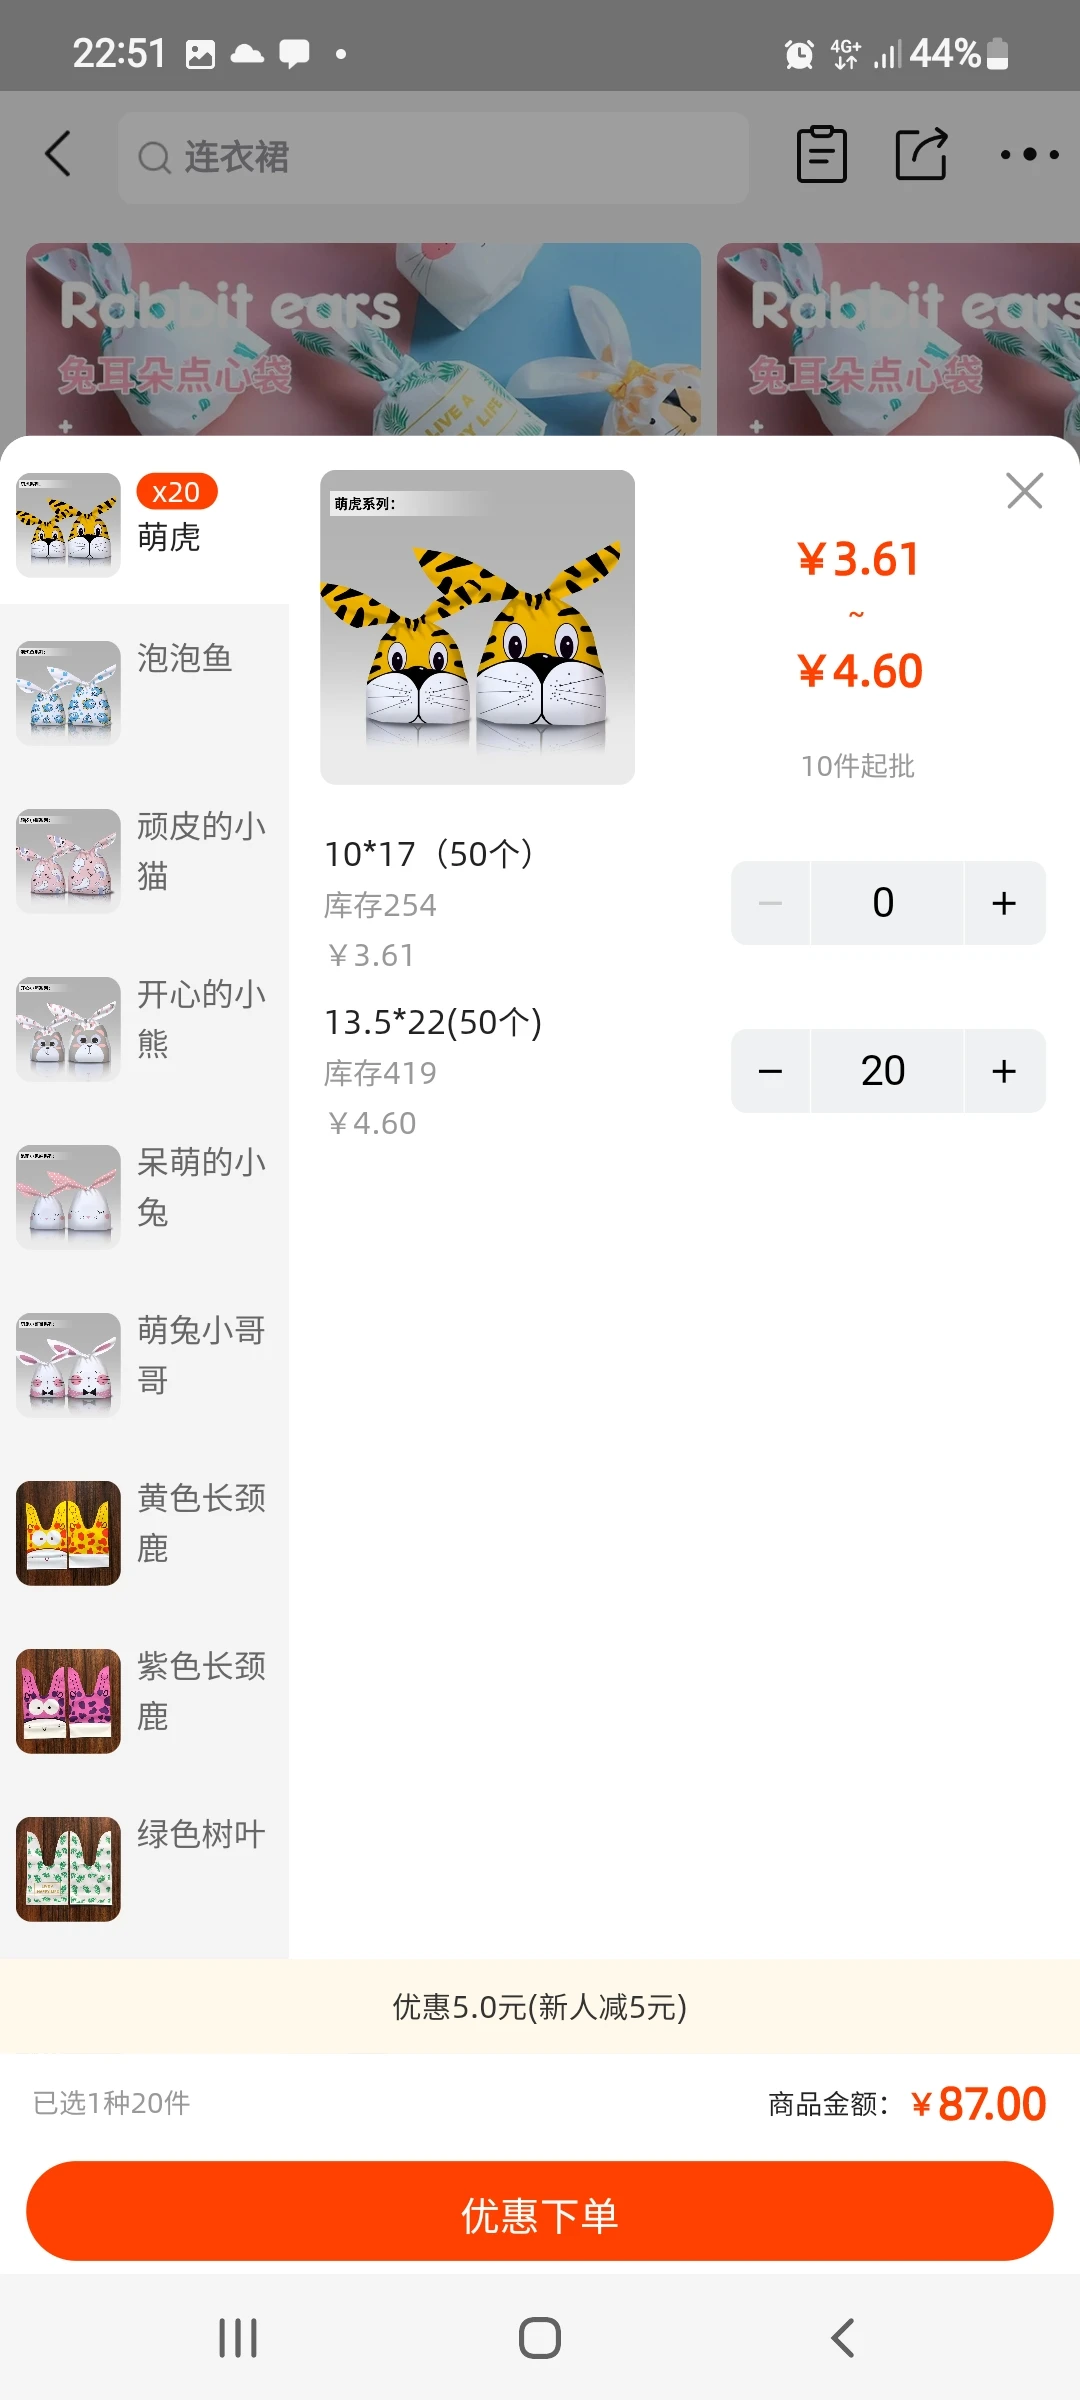 22:51
4G+
44%
连衣裙
Rabbit ears
兔耳朵点心袋
LIVE A
HAPPY LIFE
Rabbit ears
兔耳朵点心袋
x20
萌虎
萌虎系列：
¥3.61
~
¥4.60
10件起批
泡泡鱼
顽皮的小
猫
开心的小
熊
呆萌的小
兔
萌兔小哥
哥
黄色长颈
鹿
紫色长颈
鹿
绿色树叶
10*17（50个）
库存254
¥3.61
0
13.5*22(50个)
库存419
¥4.60
20
优惠5.0元(新人减5元)
已选1种20件
商品金额：¥87.00
优惠下单